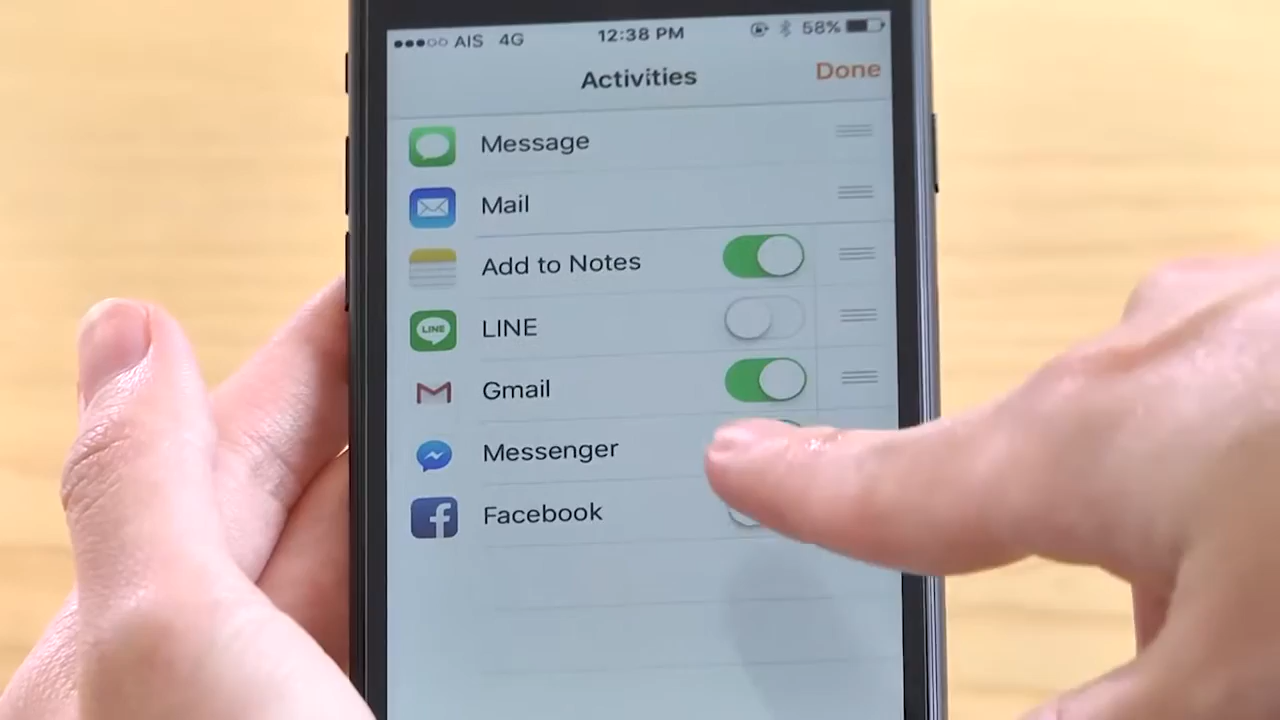 AIS 4G 12:38 PM 58%
Activities Done
Message
Mail
Add to Notes
LINE LINE
Gmail
Messenger
Facebook